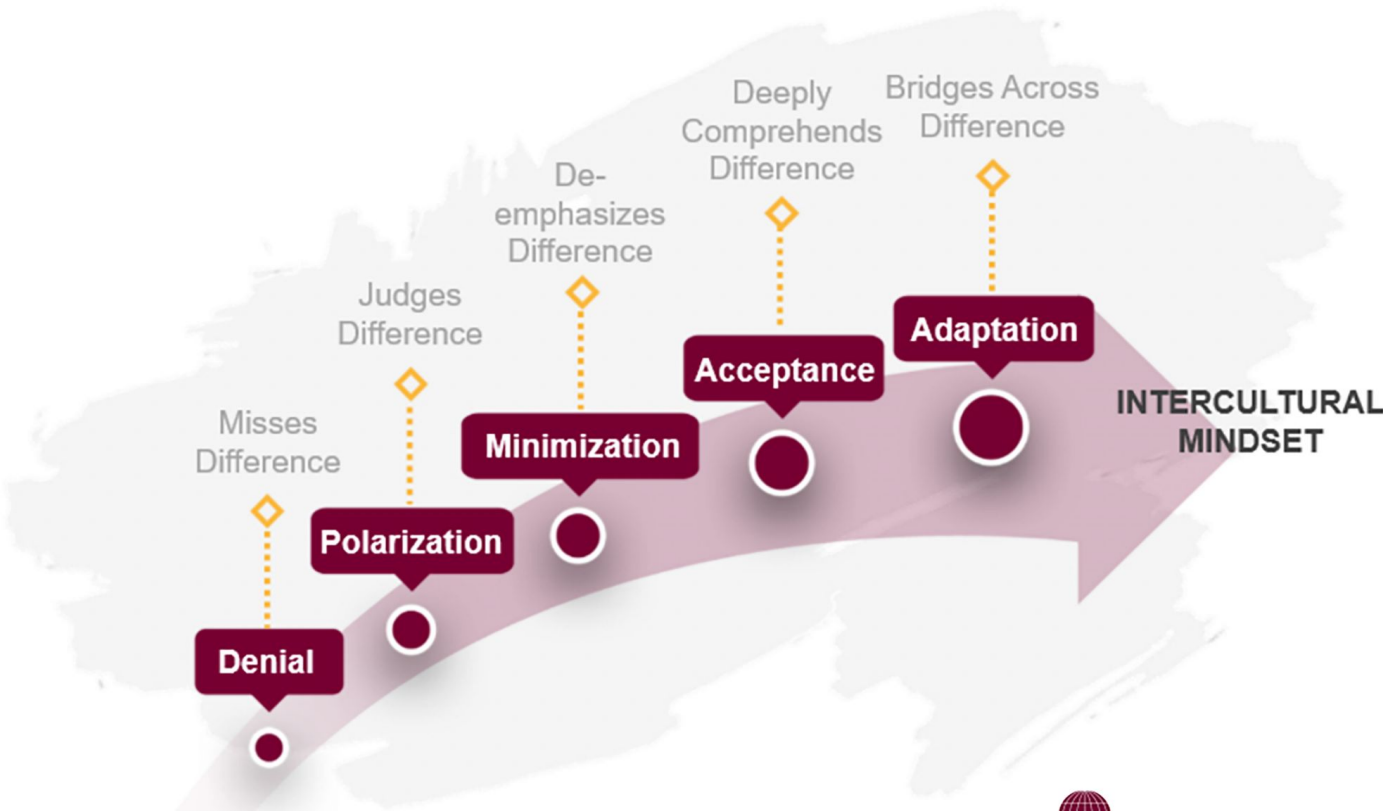 Misses
Difference
Denial
Judges
Difference
Polarization
De-
emphasizes
Difference
Minimization
Deeply
Comprehends
Difference
Acceptance
Bridges Across
Difference
Adaptation
INTERCULTURAL
MINDSET